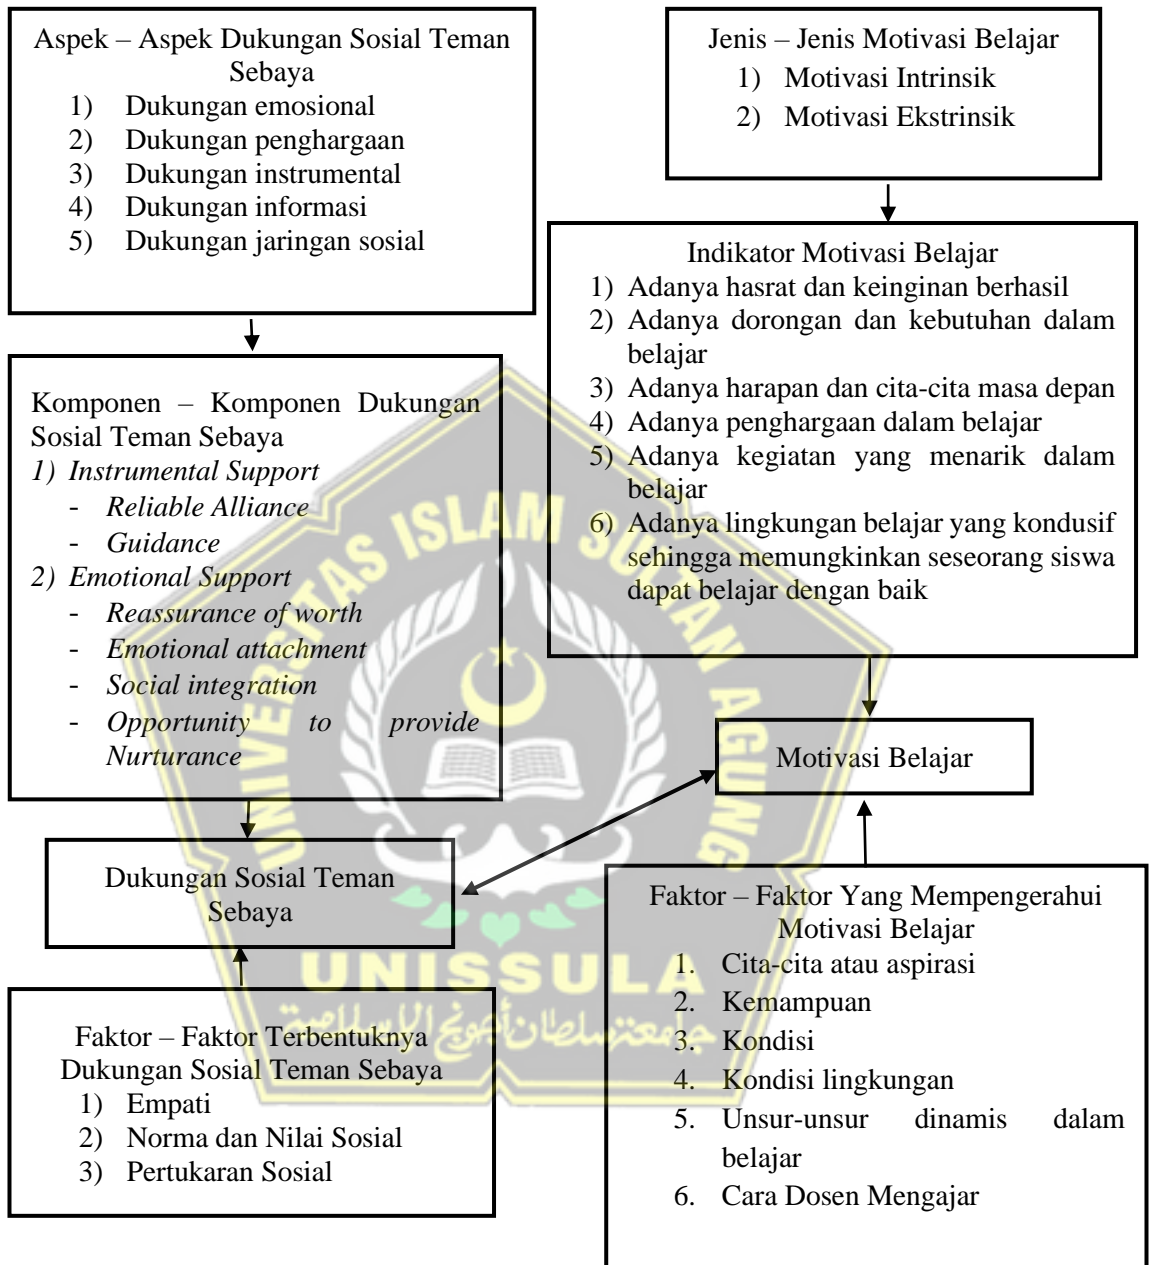 Aspek – Aspek Dukungan Sosial Teman
Sebaya
1) Dukungan emosional
2) Dukungan penghargaan
3) Dukungan instrumental
4) Dukungan informasi
5) Dukungan jaringan sosial
Komponen – Komponen Dukungan
Sosial Teman Sebaya
1) Instrumental Support
- Reliable Alliance
- Guidance
2) Emotional Support
- Reassurance of worth
- Emotional attachment
- Social integration
- Opportunity to provide
Nurturance
Dukungan Sosial Teman
Sebaya
Faktor – Faktor Terbentuknya
Dukungan Sosial Teman Sebaya
1) Empati
2) Norma dan Nilai Sosial
3) Pertukaran Sosial
Jenis – Jenis Motivasi Belajar
1) Motivasi Intrinsik
2) Motivasi Ekstrinsik
Indikator Motivasi Belajar
1) Adanya hasrat dan keinginan berhasil
2) Adanya dorongan dan kebutuhan dalam
belajar
3) Adanya harapan dan cita-cita masa depan
4) Adanya penghargaan dalam belajar
5) Adanya kegiatan yang menarik dalam
belajar
6) Adanya lingkungan belajar yang kondusif
sehingga memungkinkan seseorang siswa
dapat belajar dengan baik
Motivasi Belajar
Faktor – Faktor Yang Mempengerahui
Motivasi Belajar
1. Cita-cita atau aspirasi
2. Kemampuan
3. Kondisi
4. Kondisi lingkungan
5. Unsur-unsur dinamis dalam
belajar
6. Cara Dosen Mengajar
UNIVERSITAS ISLAM SULTAN AGUNG
UNISSULA
جامعة سلطان أجونج الإسلامية